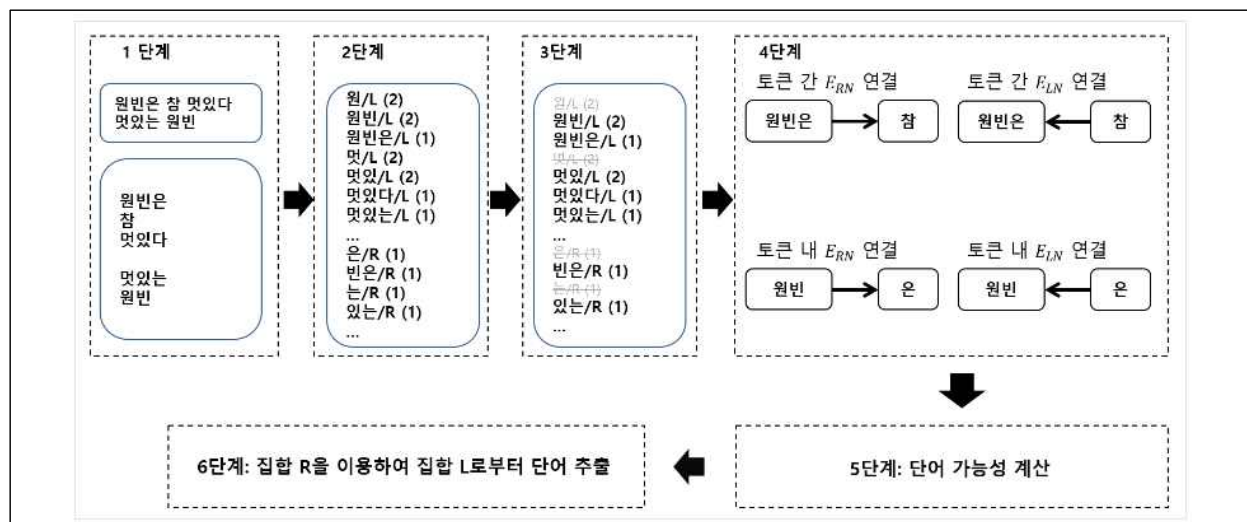 1 단계
원빈은 참 멋있다
멋있는 원빈
원빈은
참
멋있다
멋있는
원빈
2단계
원/L (2)
원빈/L (2)
원빈은/L (1)
멋/L (2)
멋있/L (2)
멋있다/L (1)
멋있는/L (1)
...
은/R (1)
빈은/R (1)
는/R (1)
있는/R (1)
...
3단계
원/L (2)
원빈/L (2)
원빈은/L (1)
멋/L (2)
멋있/L (2)
멋있다/L (1)
멋있는/L (1)
...
은/R (1)
빈은/R (1)
는/R (1)
있는/R (1)
...
4단계
토큰 간 E_RN 연결
원빈은 참
토큰 간 E_LN 연결
원빈은 참
토큰 내 E_RN 연결
원빈 은
토큰 내 E_LN 연결
원빈 은
5단계: 단어 가능성 계산
6단계: 집합 R을 이용하여 집합 L로부터 단어 추출